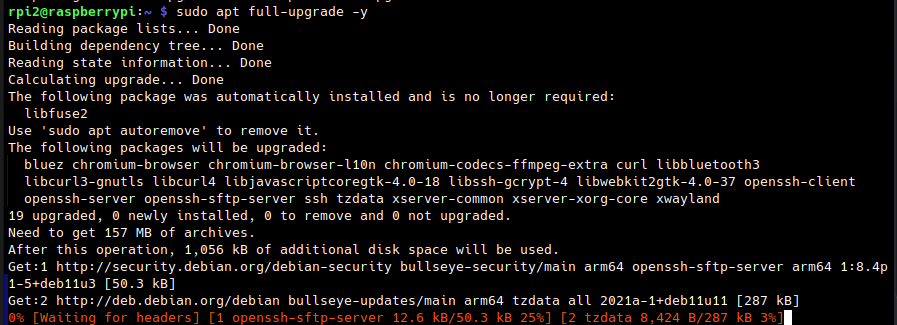 rpi2@raspberrypi:~ $ sudo apt full-upgrade -y
Reading package lists... Done
Building dependency tree... Done
Reading state information... Done
Calculating upgrade... Done
The following package was automatically installed and is no longer required:
  libfuse2
Use 'sudo apt autoremove' to remove it.
The following packages will be upgraded:
  bluez chromium-browser chromium-browser-l10n chromium-codecs-ffmpeg-extra curl libbluetooth3
  libcurl3-gnutls libcurl4 libjavascriptcoregtk-4.0-18 libssh-gcrypt-4 libwebkit2gtk-4.0-37 openssh-client
  openssh-server openssh-sftp-server ssh tzdata xserver-common xserver-xorg-core xwayland
19 upgraded, 0 newly installed, 0 to remove and 0 not upgraded.
Need to get 157 MB of archives.
After this operation, 1,056 kB of additional disk space will be used.
Get:1 http://security.debian.org/debian-security bullseye-security/main arm64 openssh-sftp-server arm64 1:8.4p
1-5+deb11u3 [50.3 kB]
Get:2 http://deb.debian.org/debian bullseye-updates/main arm64 tzdata all 2021a-1+deb11u11 [287 kB]
0% [Waiting for headers] [1 openssh-sftp-server 12.6 kB/50.3 kB 25%] [2 tzdata 8,424 B/287 kB 3%]